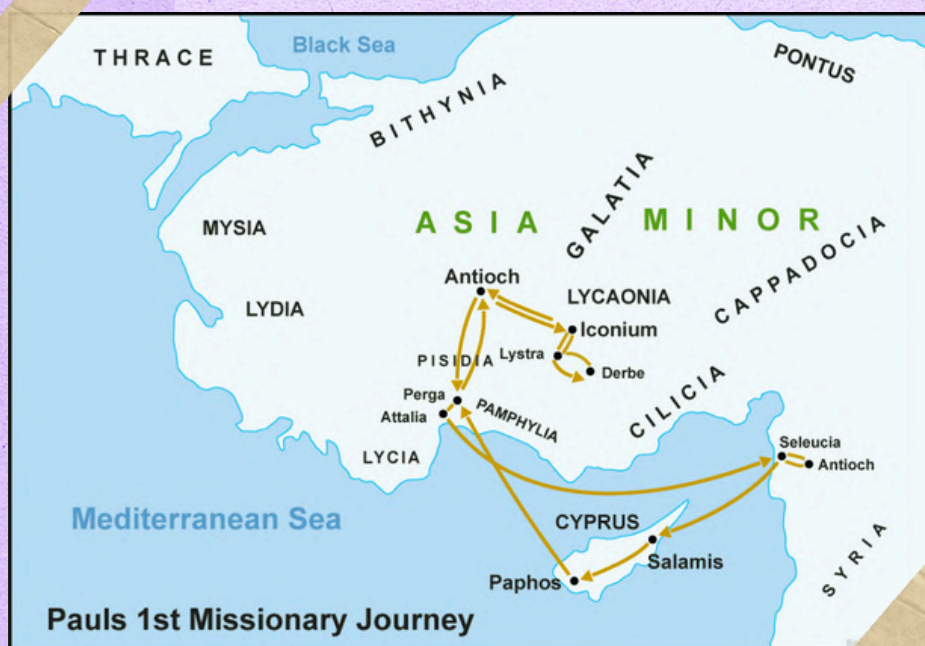 Black Sea
THRACE
PONTUS
BITHYNIA
GALATIA
ASIA MINOR
MYSIA
CAPPADOCIA
Antioch
LYCAONIA
LYDIA
Iconium
Lystra
PISIDIA
Derbe
Perga
Attalia
PAMPHYLIA
CILICIA
Seleucia
LYCIA
Antioch
Mediterranean Sea
CYPRUS
SYRIA
Salamis
Paphos
Pauls 1st Missionary Journey